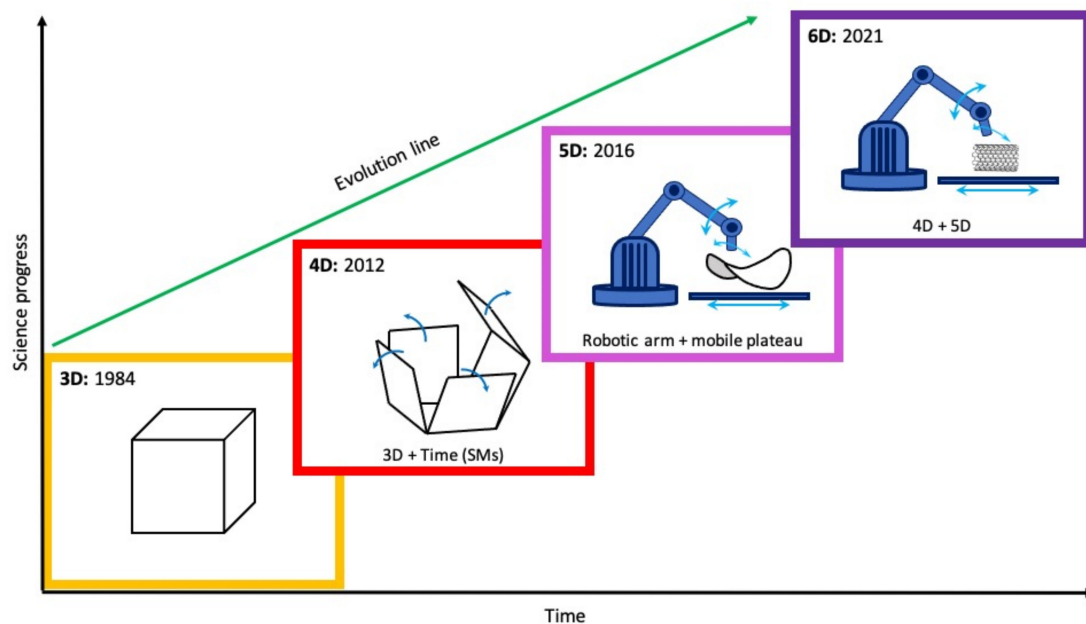 6D: 2021
4D + 5D
Evolution line
5D: 2016
Robotic arm + mobile plateau
4D: 2012
3D + Time (SMs)
3D: 1984
Science progress
Time